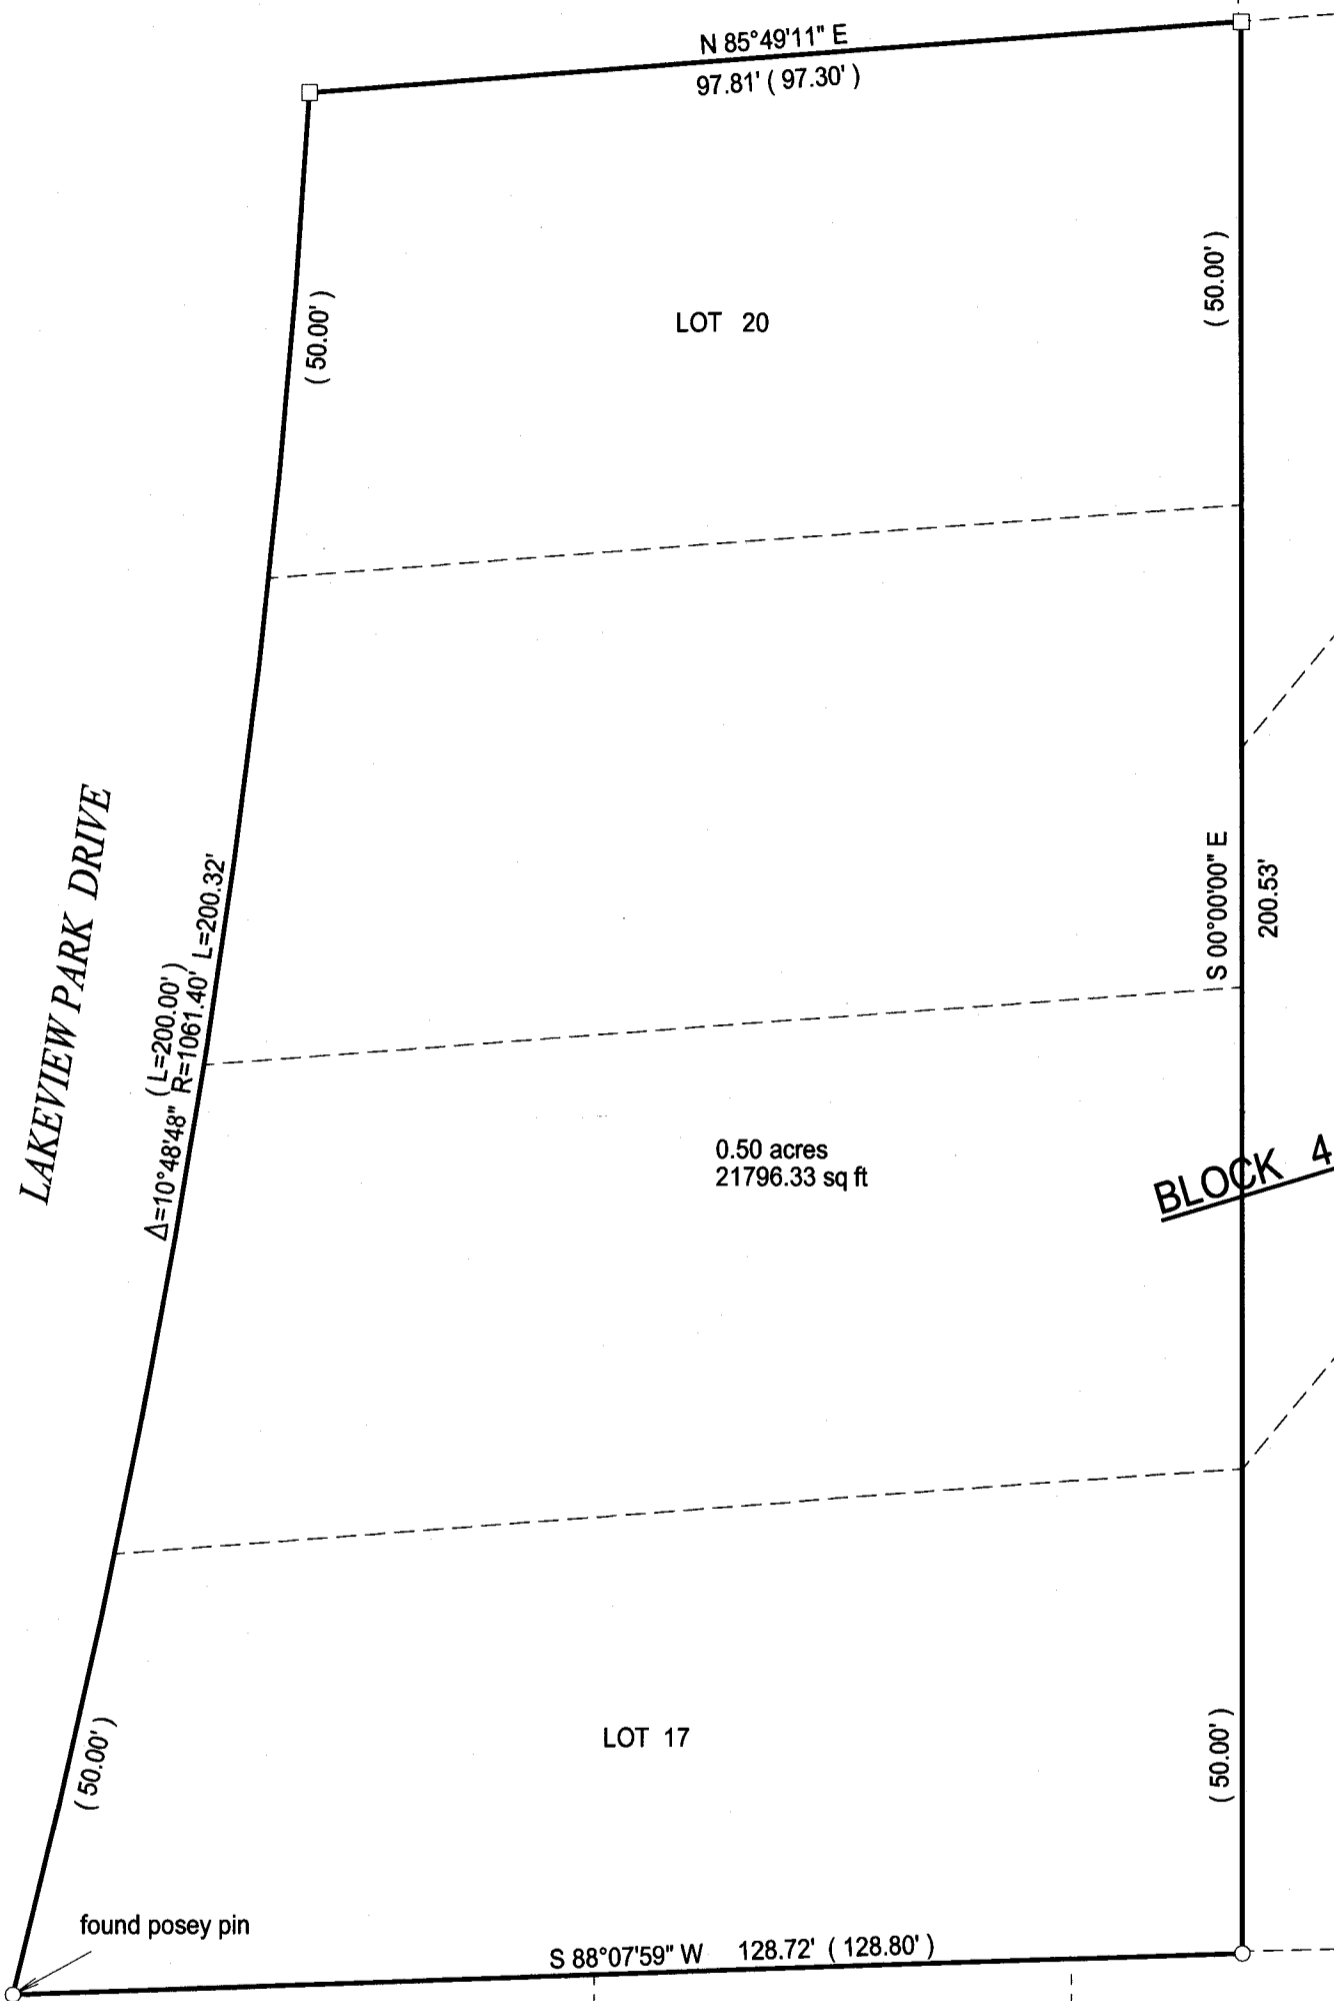 N 85°49'11" E
97.81' ( 97.30' )
( 50.00' )
( 50.00' )
LOT 20
LAKEVIEW PARK DRIVE
( L=200.00' )
Δ=10°48'48" R=1061.40' L=200.32'
S 00°00'00" E
200.53'
0.50 acres
21796.33 sq ft
BLOCK 4
LOT 17
( 50.00' )
( 50.00' )
found posey pin
S 88°07'59" W 128.72' ( 128.80' )